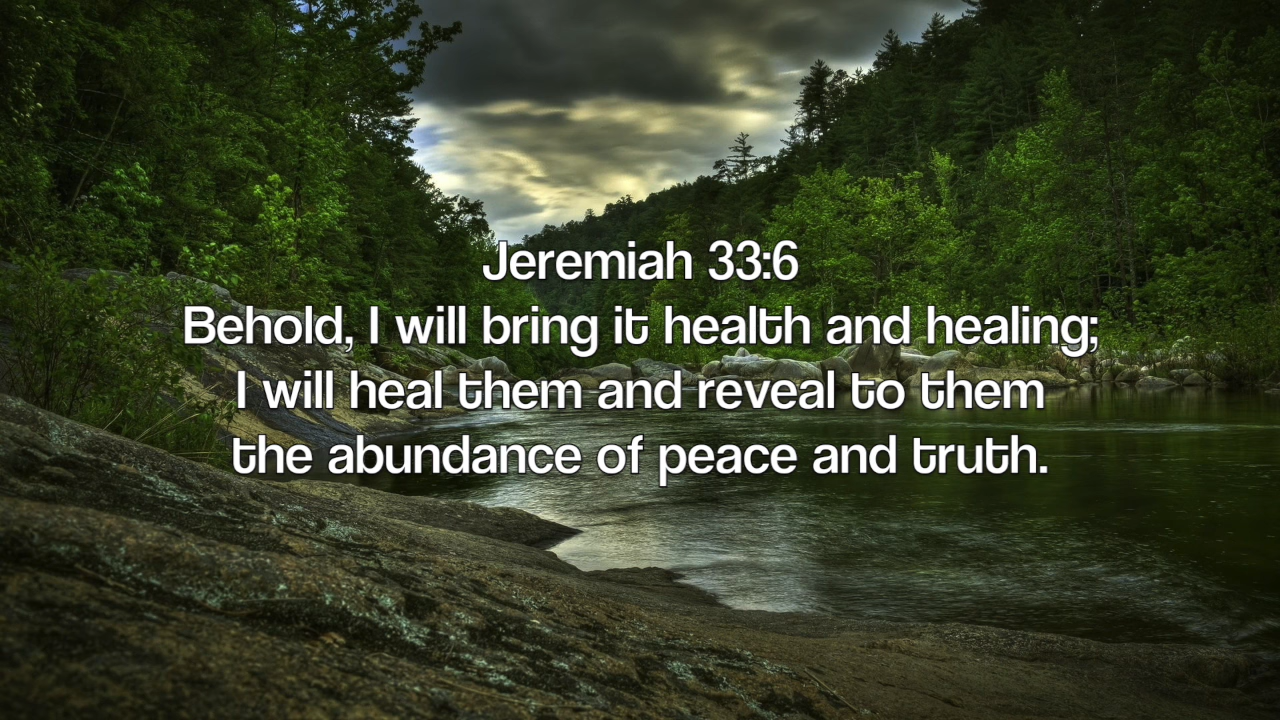 Jeremiah 33:6
Behold, I will bring it health and healing;
I will heal them and reveal to them
the abundance of peace and truth.